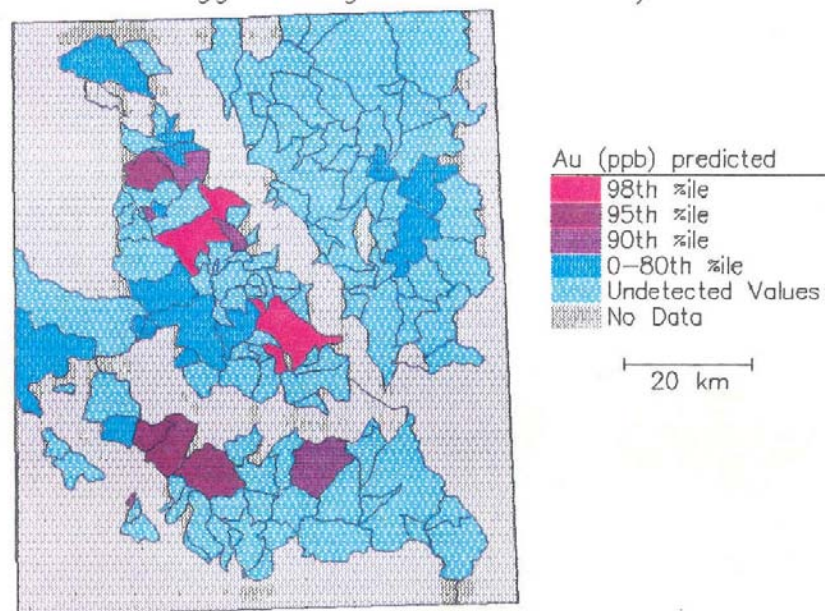 Au (ppb) predicted
98th %ile
95th %ile
90th %ile
0-80th %ile
Undetected Values
No Data
20 km